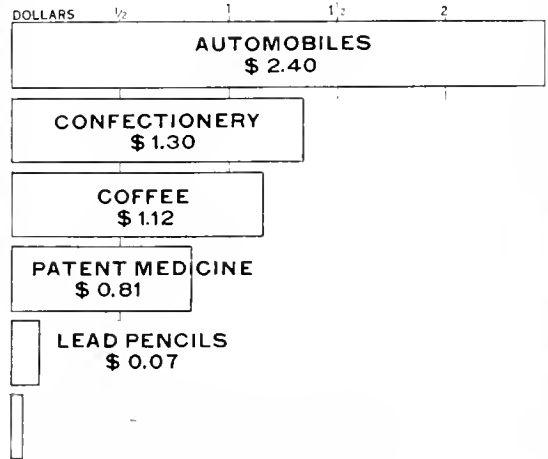 DOLLARS ½ 1 1½ 2
AUTOMOBILES
$ 2.40
CONFECTIONERY
$ 1.30
COFFEE
$ 1.12
PATENT MEDICINE
$ 0.81
LEAD PENCILS
$ 0.07